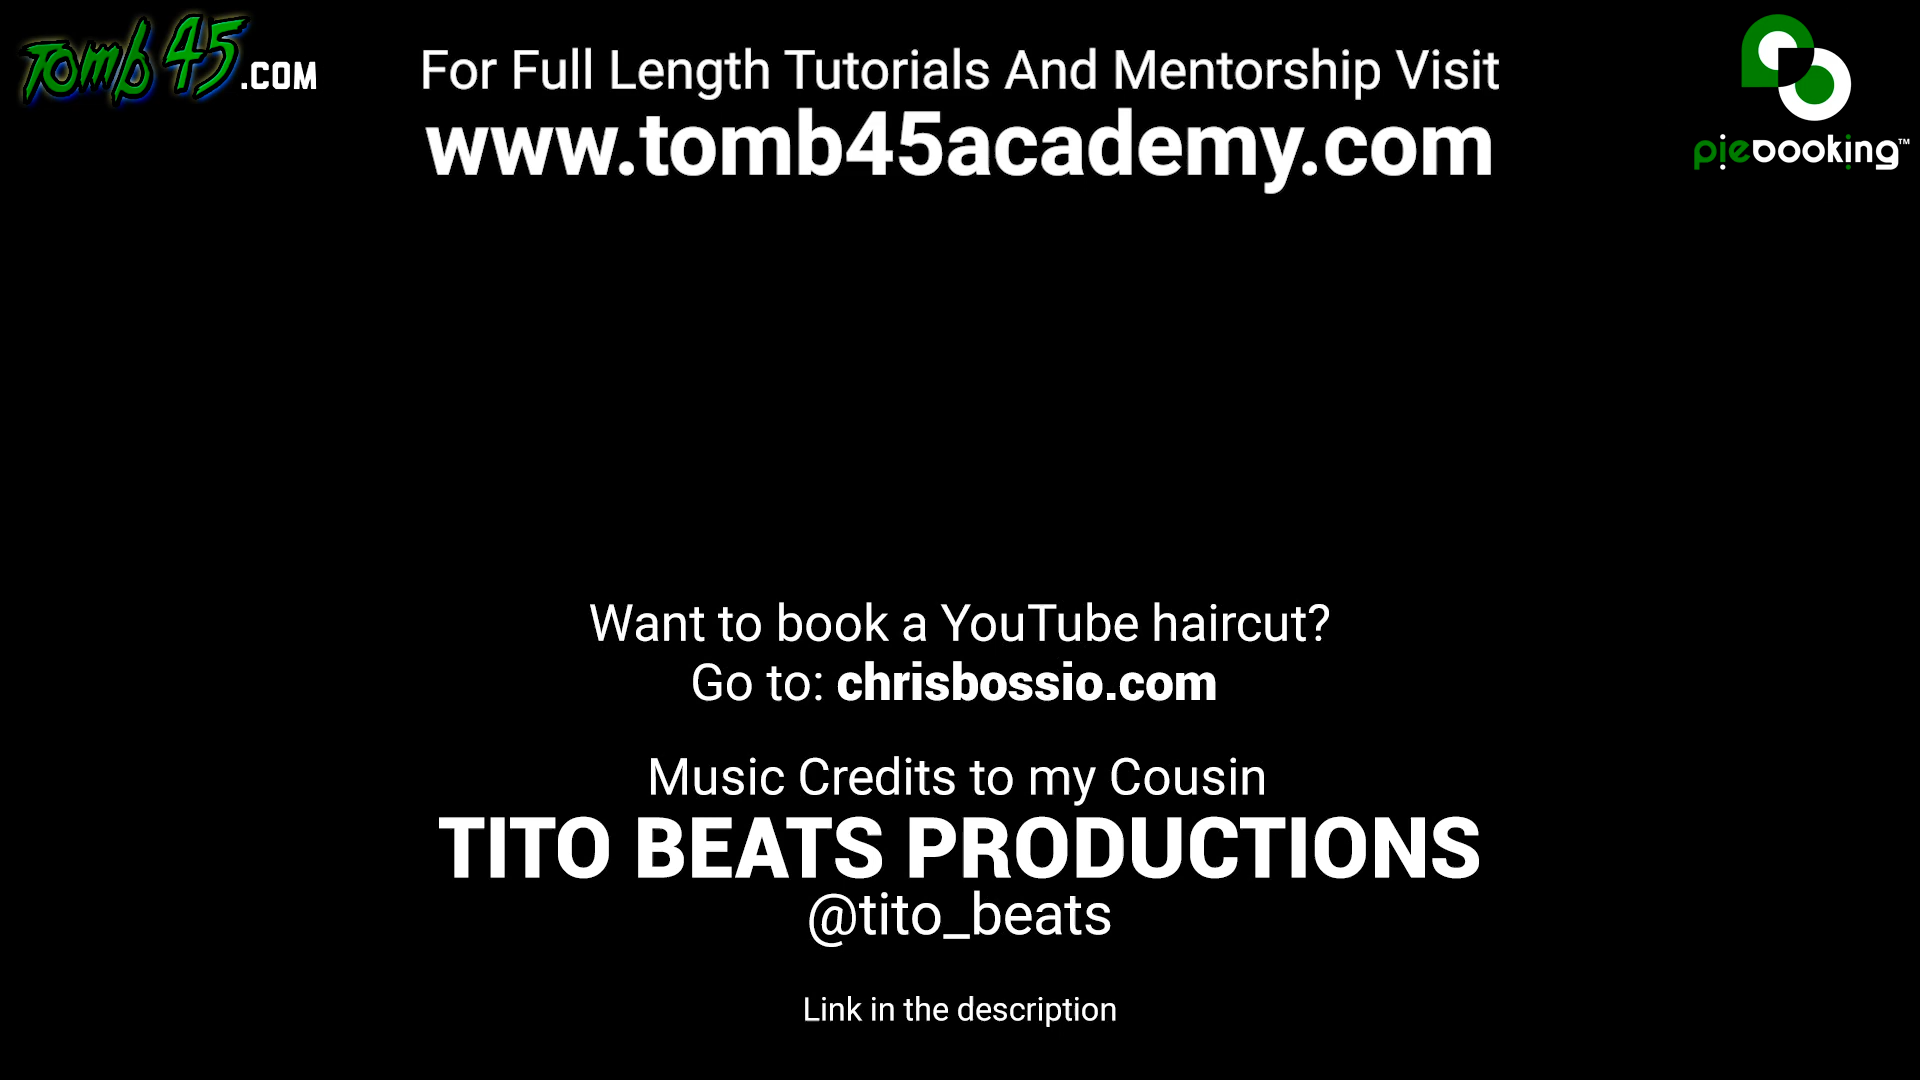 Tomb 45.COM
For Full Length Tutorials And Mentorship Visit
www.tomb45academy.com
piebooking™
Want to book a YouTube haircut?
Go to: chrisbossio.com
Music Credits to my Cousin
TITO BEATS PRODUCTIONS
@tito_beats
Link in the description